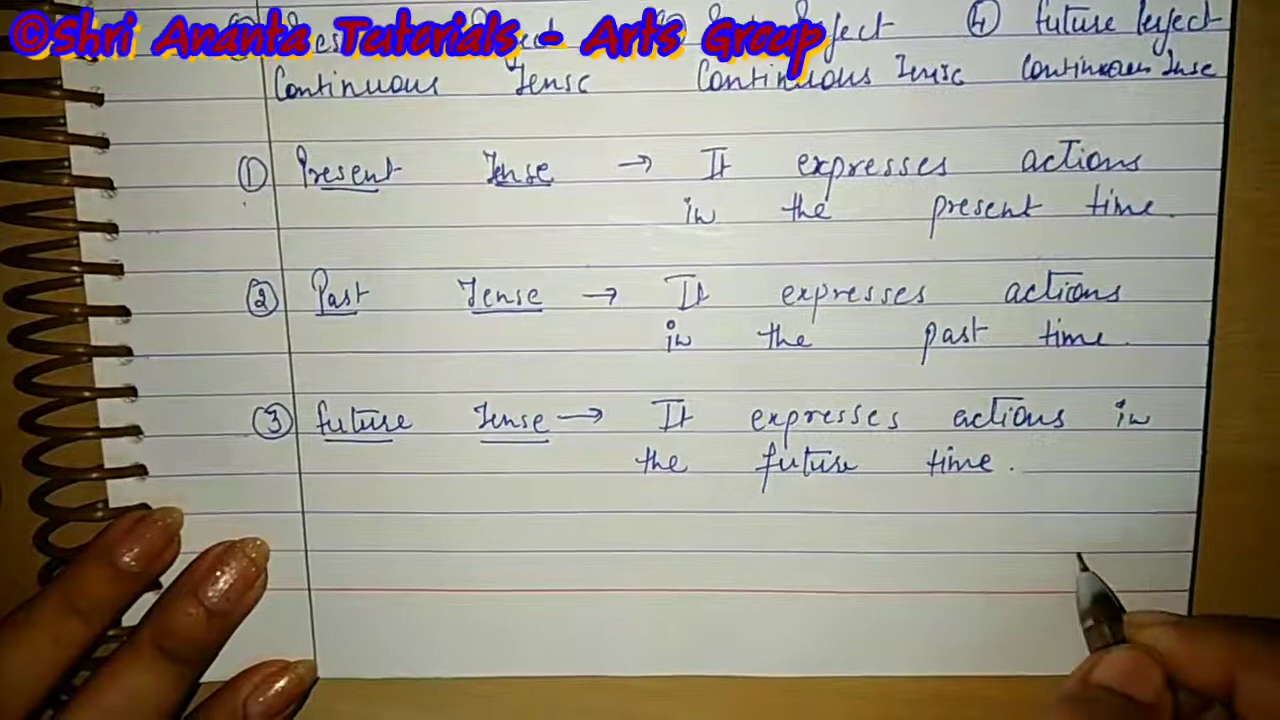 ©Shri Ananta Tutorials - Arts Group
④ future Perfect
Continuous Tense Continuous Tense Continuous Tense
① Present Tense → It expresses actions
in the present time.
② Past Tense → It expresses actions
in the past time.
③ future Tense → It expresses actions in
the future time.